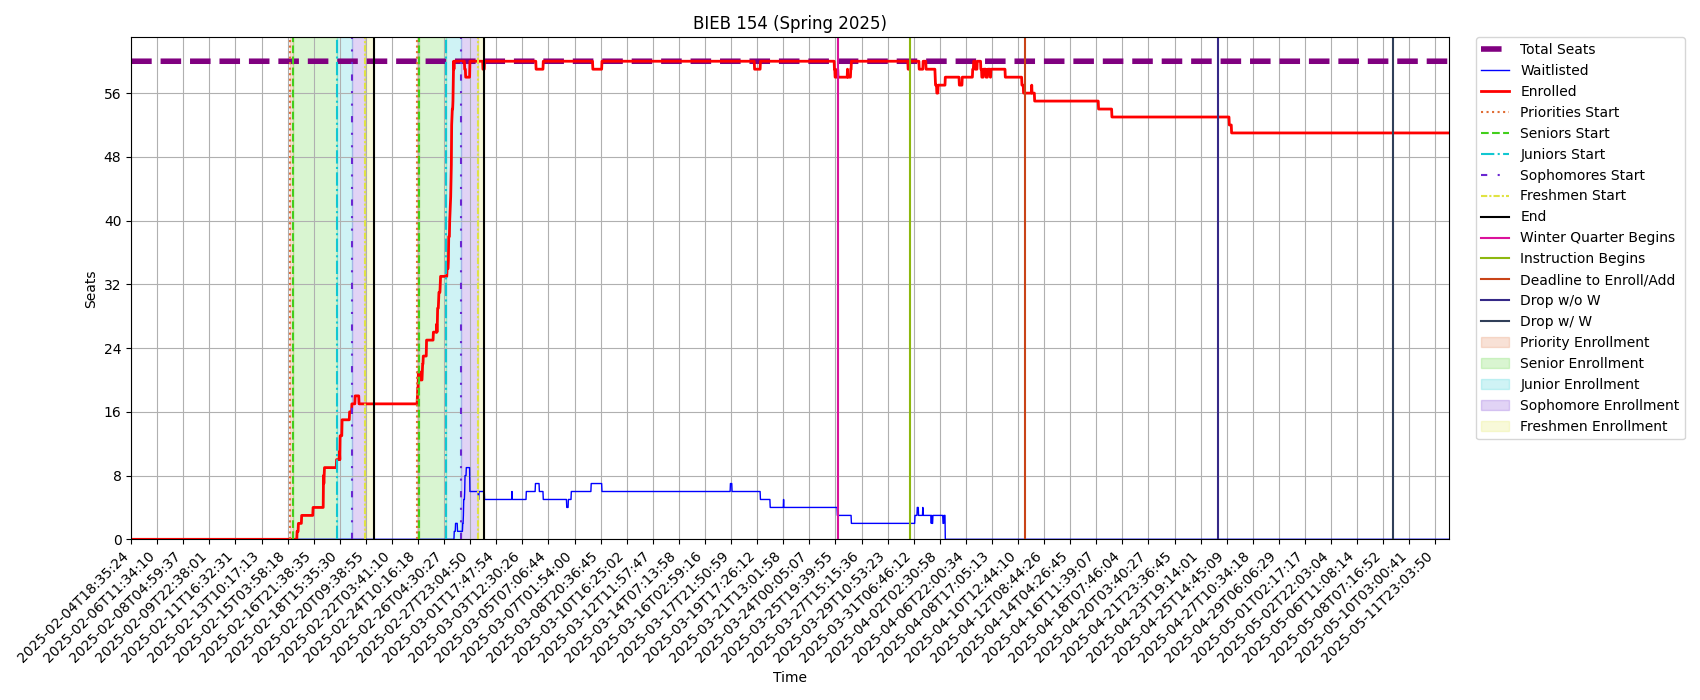 BIEB 154 (Spring 2025)
Seats
56
48
40
32
24
16
8
0
2025-02-04T18:35:24
2025-02-06T11:34:10
2025-02-08T04:59:37
2025-02-09T22:38:01
2025-02-11T16:32:31
2025-02-13T10:17:13
2025-02-15T03:58:18
2025-02-16T21:38:35
2025-02-18T15:35:30
2025-02-20T09:38:55
2025-02-22T03:41:10
2025-02-24T10:16:18
2025-02-26T04:30:27
2025-02-27T23:04:50
2025-03-01T17:47:54
2025-03-03T12:30:26
2025-03-05T07:06:44
2025-03-07T01:54:00
2025-03-08T20:36:45
2025-03-10T16:25:02
2025-03-12T11:57:47
2025-03-14T07:13:58
2025-03-16T02:59:16
2025-03-17T21:50:59
2025-03-19T17:26:12
2025-03-21T13:01:58
2025-03-24T00:05:07
2025-03-25T19:39:55
2025-03-27T15:15:36
2025-03-29T10:53:23
2025-03-31T06:46:12
2025-04-02T02:30:58
2025-04-06T22:00:34
2025-04-08T17:05:13
2025-04-10T12:44:10
2025-04-12T08:44:26
2025-04-14T04:26:45
2025-04-16T11:39:07
2025-04-18T07:46:04
2025-04-20T03:40:27
2025-04-21T23:36:45
2025-04-23T19:14:01
2025-04-25T14:45:09
2025-04-27T10:34:18
2025-04-29T06:06:29
2025-05-01T02:17:17
2025-05-02T22:03:04
2025-05-06T11:08:14
2025-05-08T07:16:52
2025-05-10T03:00:41
2025-05-11T23:03:50
Time
Total Seats
Waitlisted
Enrolled
Priorities Start
Seniors Start
Juniors Start
Sophomores Start
Freshmen Start
End
Winter Quarter Begins
Instruction Begins
Deadline to Enroll/Add
Drop w/o W
Drop w/ W
Priority Enrollment
Senior Enrollment
Junior Enrollment
Sophomore Enrollment
Freshmen Enrollment